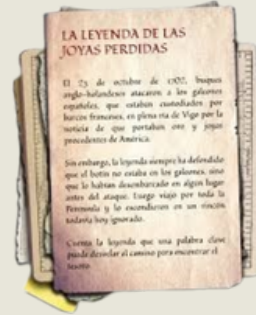 LA LEYENDA DE LAS
JOYAS PERDIDAS
El 23 de octubre de 1702, buques
anglo-holandeses atacaron a los galeones
españoles, que estaban custodiados por
barcos franceses, en plena ría de Vigo por la
noticia de que portaban oro y joyas
procedentes de América.
Sin embargo, la leyenda siempre ha defendido
que el botín no estaba en los galeones, sino
que lo habían desembarcado en algún lugar
antes del ataque. Luego viajo por toda la
Península y lo escondieron en un rincón
todavía hoy ignorado.
Cuenta la leyenda que una palabra clave
puede desvelar el camino para encontrar el
tesoro.